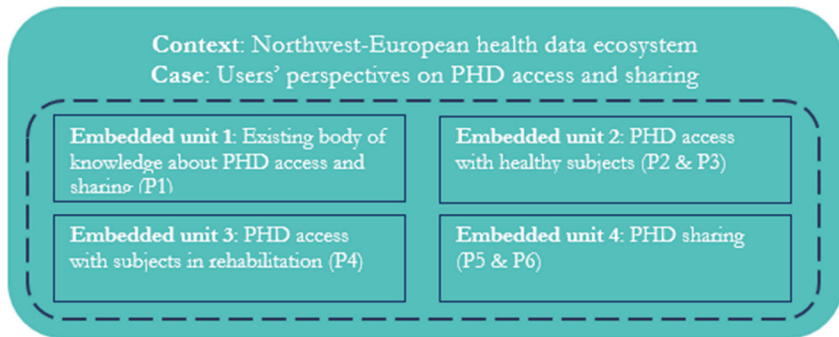 Context: Northwest-European health data ecosystem
Case: Users' perspectives on PHD access and sharing
Embedded unit 1: Existing body of
knowledge about PHD access and
sharing (P1)
Embedded unit 2: PHD access
with healthy subjects (P2 & P3)
Embedded unit 3: PHD access
with subjects in rehabilitation (P4)
Embedded unit 4: PHD sharing
(P5 & P6)